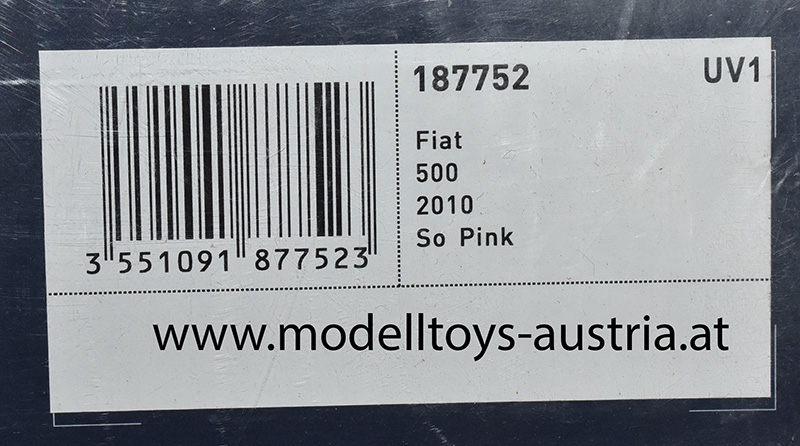 187752 UV1
Fiat
500
2010
So Pink
3 551091 877523
www.modelltoys-austria.at